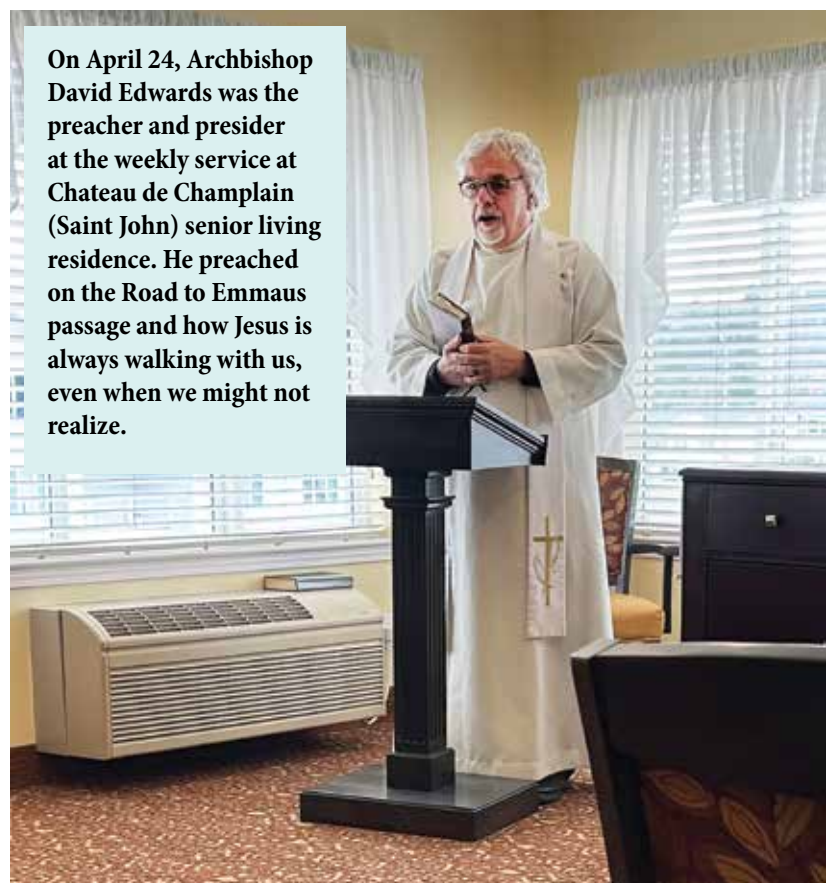 On April 24, Archbishop
David Edwards was the
preacher and presider
at the weekly service at
Chateau de Champlain
(Saint John) senior living
residence. He preached
on the Road to Emmaus
passage and how Jesus is
always walking with us,
even when we might not
realize.